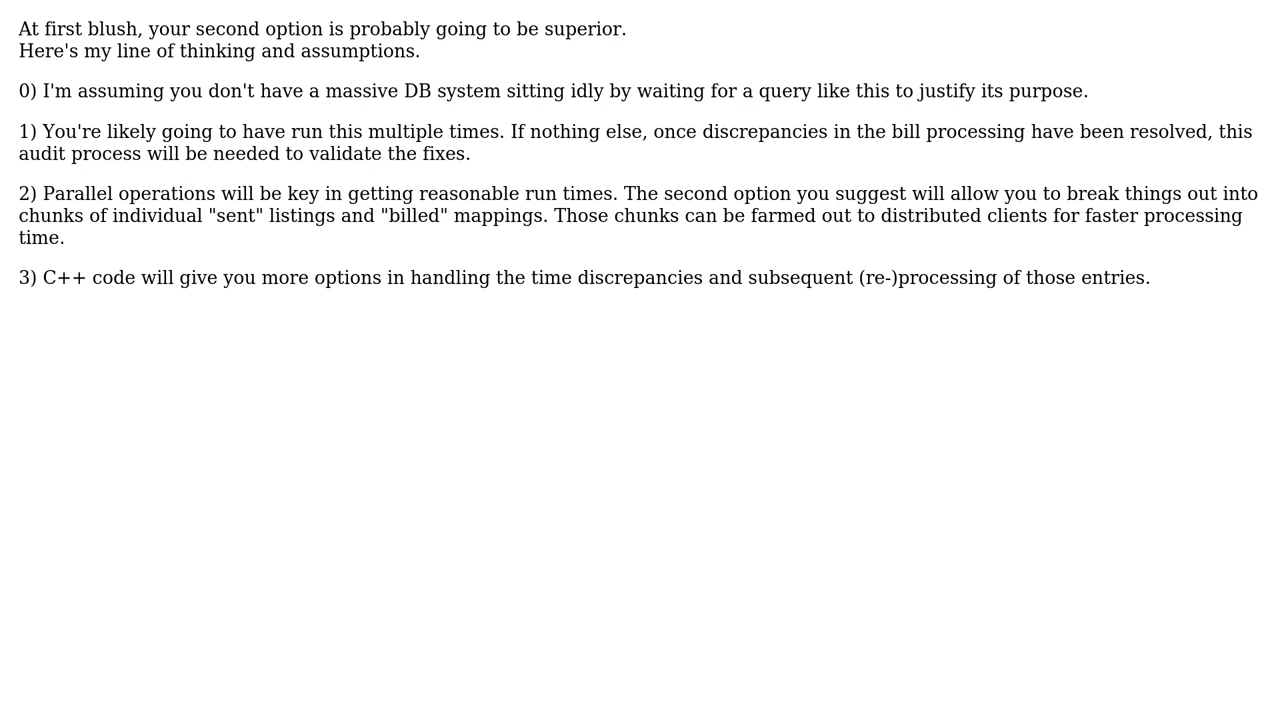 At first blush, your second option is probably going to be superior.
Here's my line of thinking and assumptions.
0) I'm assuming you don't have a massive DB system sitting idly by waiting for a query like this to justify its purpose.
1) You're likely going to have run this multiple times. If nothing else, once discrepancies in the bill processing have been resolved, this
audit process will be needed to validate the fixes.
2) Parallel operations will be key in getting reasonable run times. The second option you suggest will allow you to break things out into
chunks of individual "sent" listings and "billed" mappings. Those chunks can be farmed out to distributed clients for faster processing
time.
3) C++ code will give you more options in handling the time discrepancies and subsequent (re-)processing of those entries.